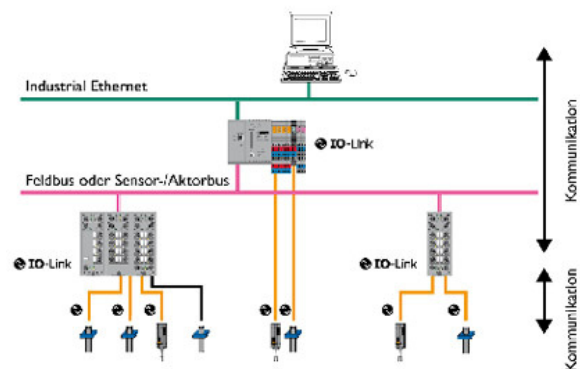 Industrial Ethernet
IO-Link
Feldbus oder Sensor-/Aktorbus
IO-Link
IO-Link
Kommunikation
Kommunikation